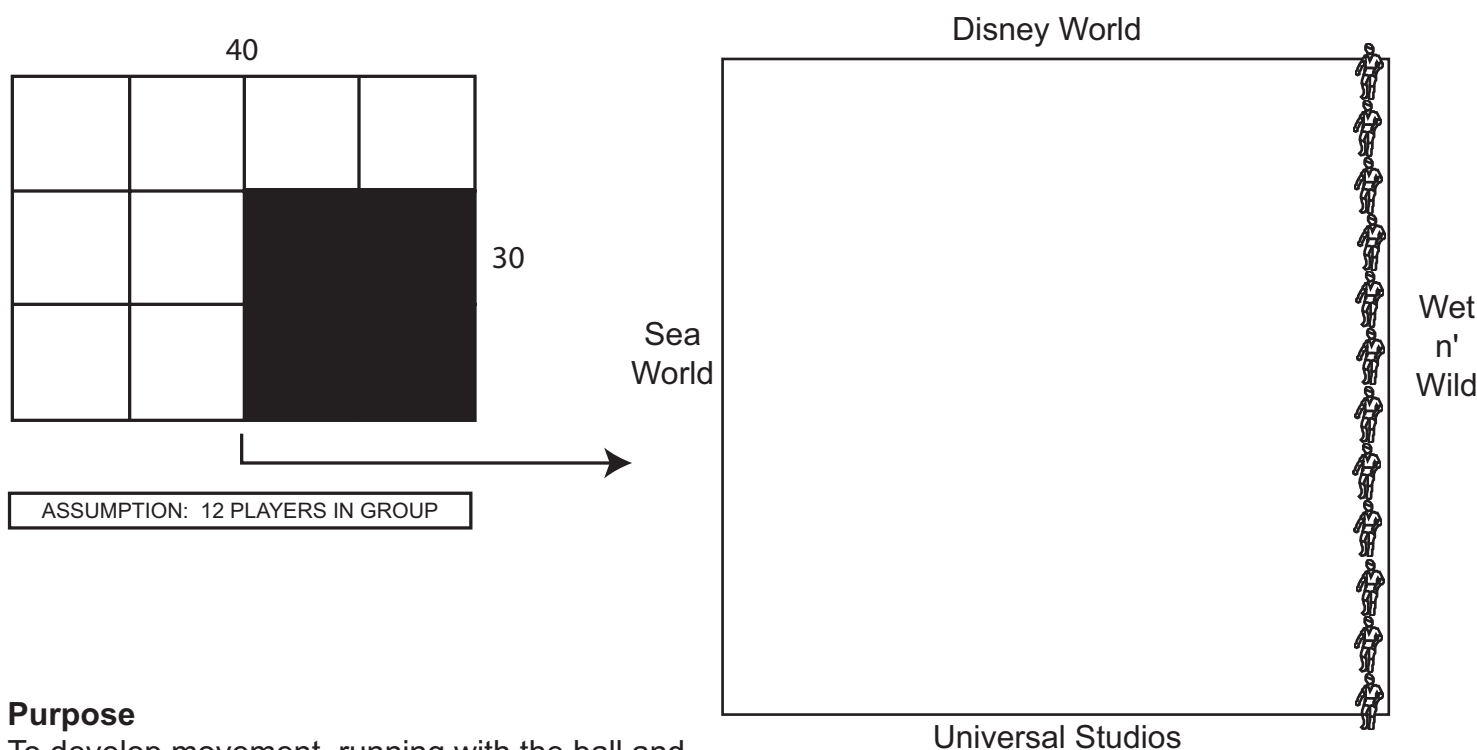 40
30
ASSUMPTION: 12 PLAYERS IN GROUP
Disney World
Sea
World
Wet
n'
Wild
Universal Studios
Purpose
To develop movement, running with the ball and